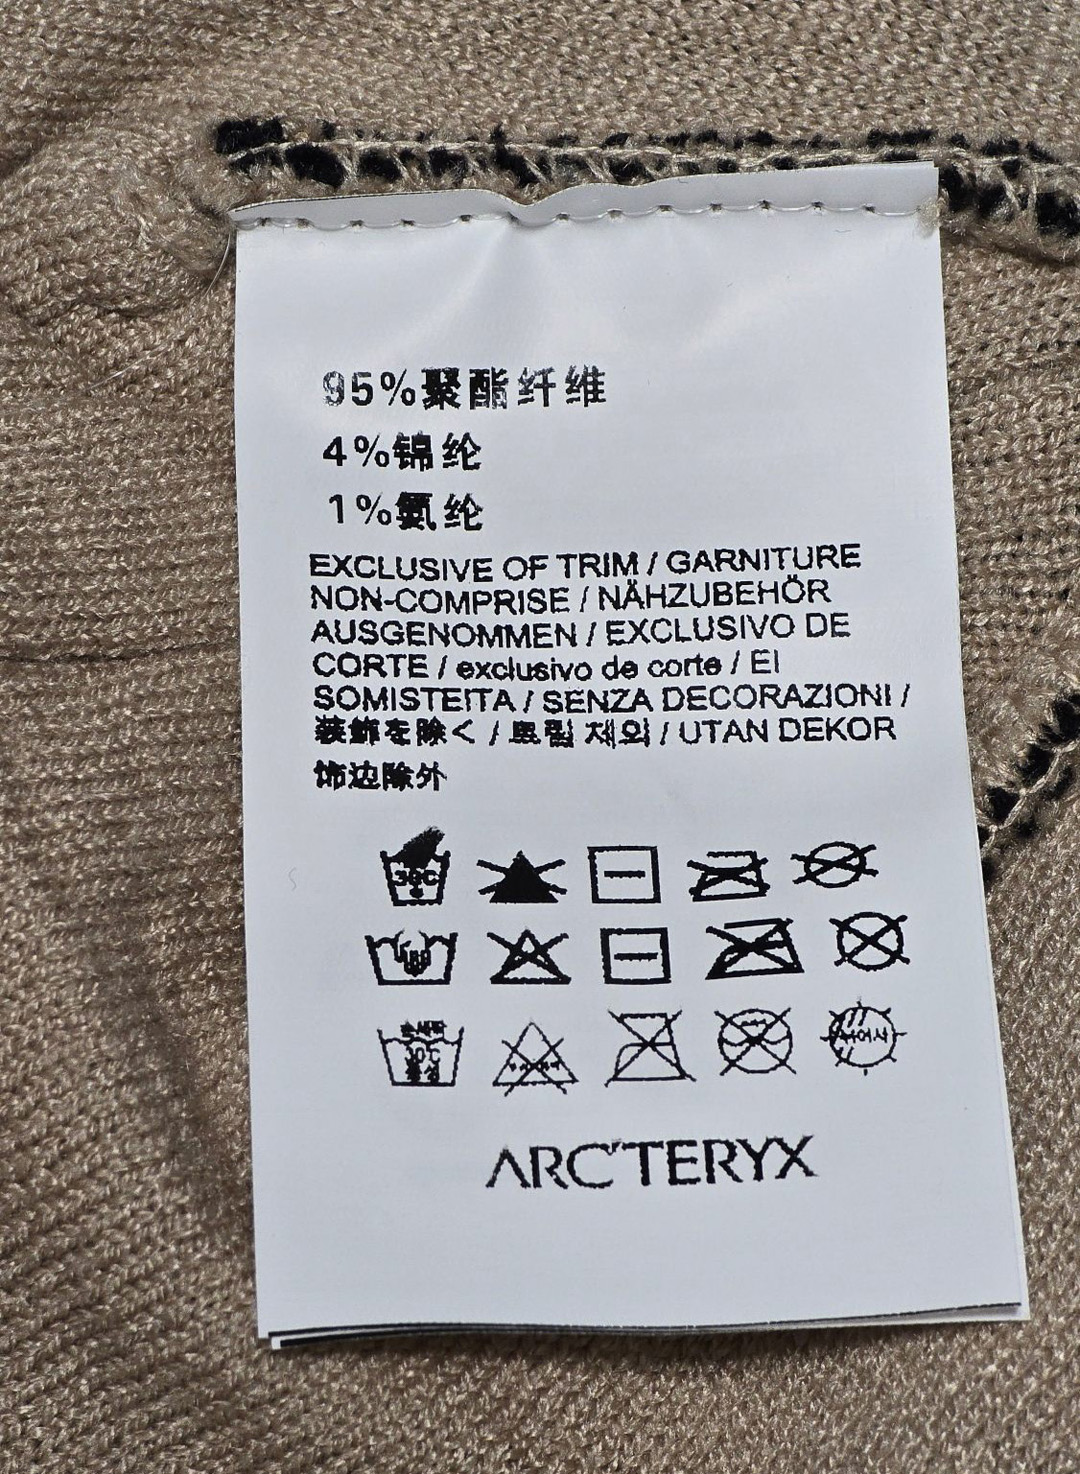 95%聚酯纤维
4%锦纶
1%氨纶
EXCLUSIVE OF TRIM / GARNITURE
NON-COMPRISE / NÄHZUBEHÖR
AUSGENOMMEN / EXCLUSIVO DE
CORTE / exclusivo de corte / EI
SOMISTEITA / SENZA DECORAZIONI /
装飾を除く / 트림 제외 / UTAN DEKOR
饰边除外
ARC'TERYX